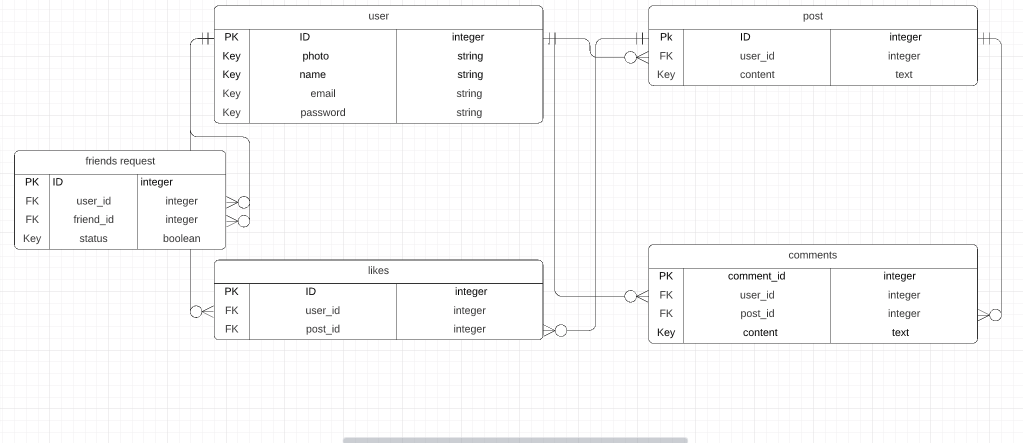 user
PK ID integer
Key photo string
Key name string
Key email string
Key password string
post
Pk ID integer
FK user_id integer
Key content text
friends request
PK ID integer
FK user_id integer
FK friend_id integer
Key status boolean
likes
PK ID integer
FK user_id integer
FK post_id integer
comments
PK comment_id integer
FK user_id integer
FK post_id integer
Key content text